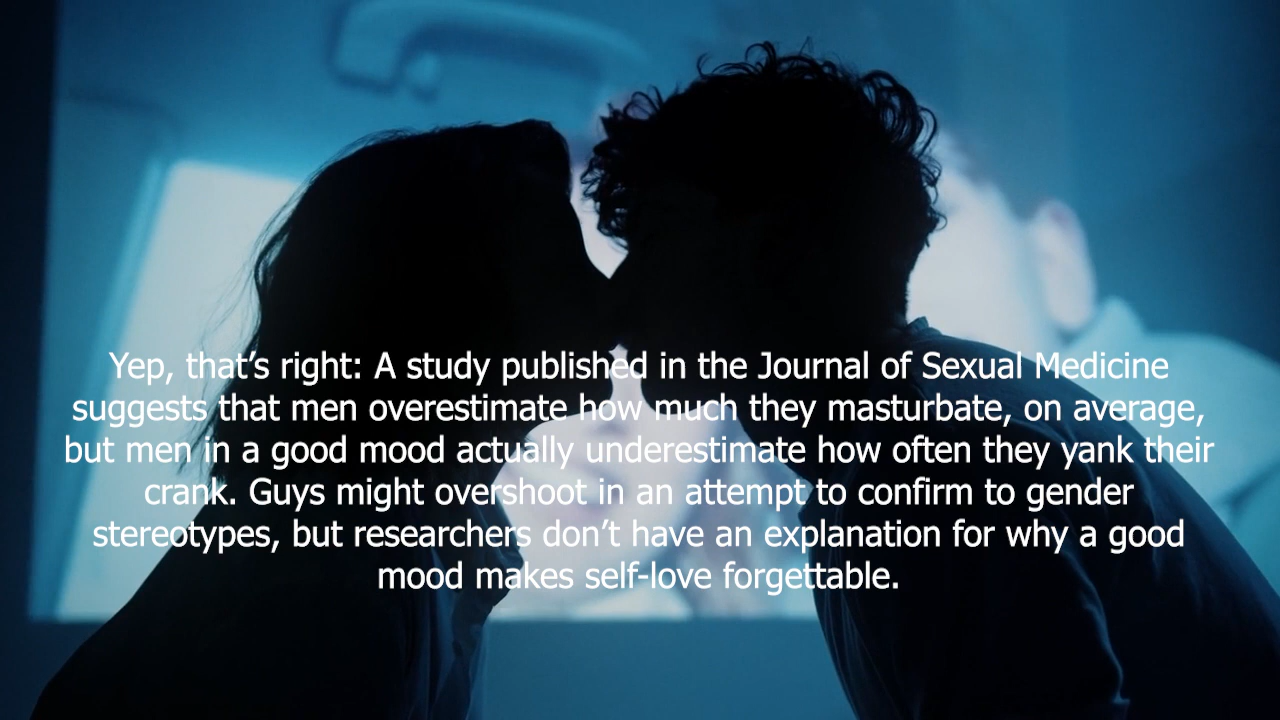 Yep, that’s right: A study published in the Journal of Sexual Medicine
suggests that men overestimate how much they masturbate, on average,
but men in a good mood actually underestimate how often they yank their
crank. Guys might overshoot in an attempt to confirm to gender
stereotypes, but researchers don’t have an explanation for why a good
mood makes self-love forgettable.